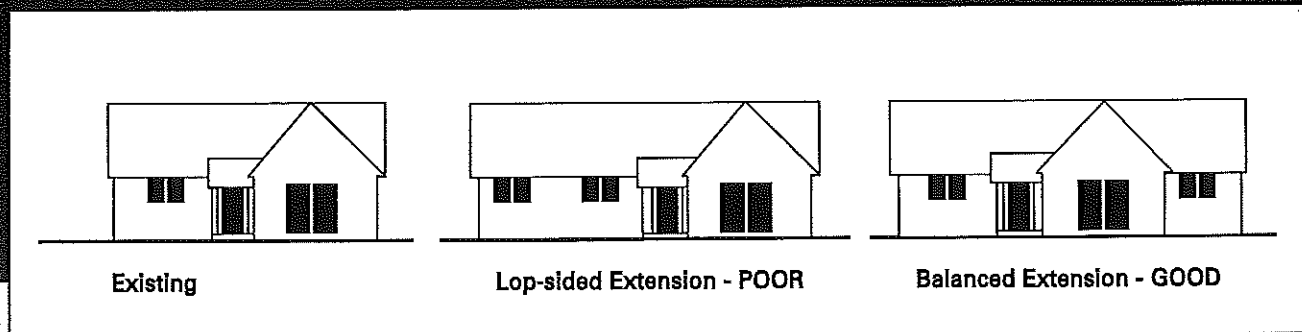 Existing
Lop-sided Extension - POOR
Balanced Extension - GOOD